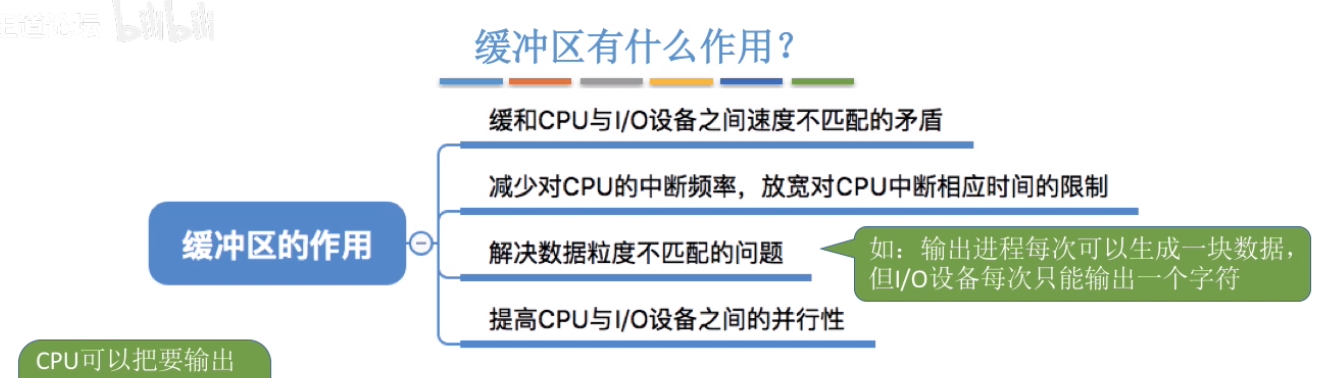 王道论坛 bilibili
缓冲区有什么作用？
缓和CPU与I/O设备之间速度不匹配的矛盾
减少对CPU的中断频率，放宽对CPU中断相应时间的限制
缓冲区的作用
解决数据粒度不匹配的问题
如：输出进程每次可以生成一块数据，
但I/O设备每次只能输出一个字符
提高CPU与I/O设备之间的并行性
CPU可以把要输出